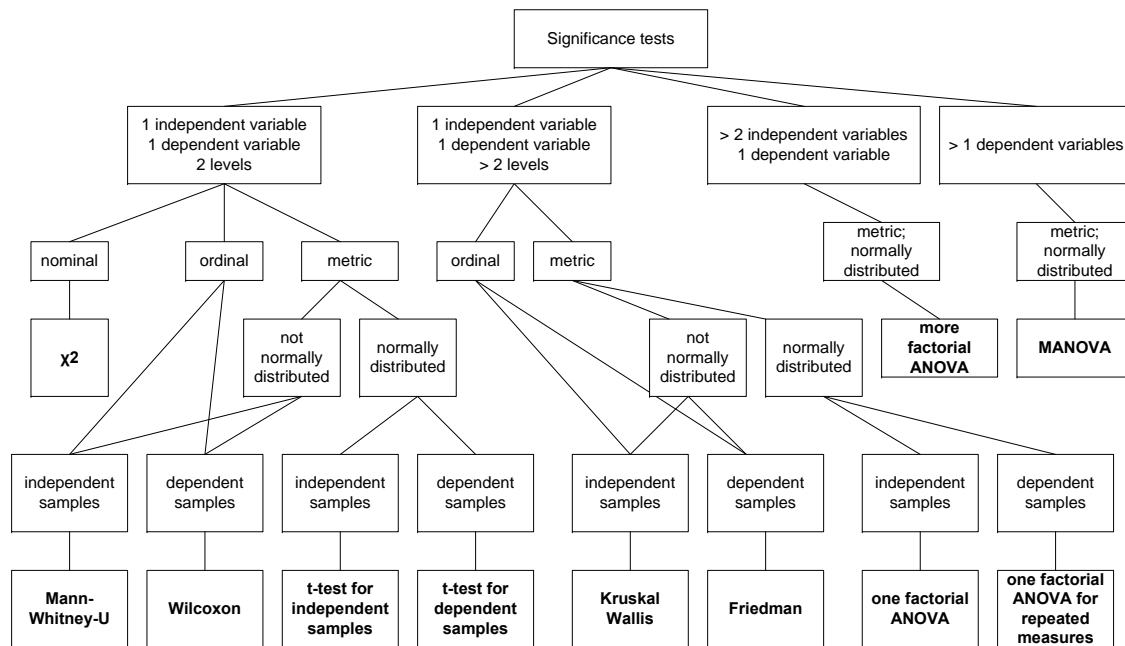 Significance tests
1 independent variable
1 dependent variable
2 levels
1 independent variable
1 dependent variable
> 2 levels
> 2 independent variables
1 dependent variable
> 1 dependent variables
nominal
ordinal
metric
ordinal
metric
metric;
normally
distributed
metric;
normally
distributed
χ2
not
normally
distributed
normally
distributed
not
normally
distributed
normally
distributed
more
factorial
ANOVA
MANOVA
independent
samples
dependent
samples
independent
samples
dependent
samples
independent
samples
dependent
samples
independent
samples
dependent
samples
Mann-
Whitney-U
Wilcoxon
t-test for
independent
samples
t-test for
dependent
samples
Kruskal
Wallis
Friedman
one factorial
ANOVA
one factorial
ANOVA for
repeated
measures